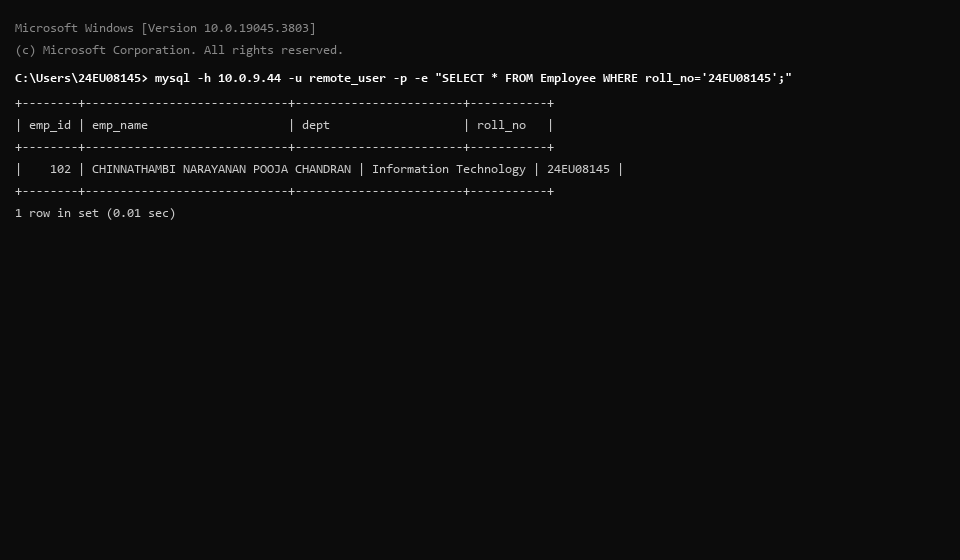 Microsoft Windows [Version 10.0.19045.3803]
(c) Microsoft Corporation. All rights reserved.
C:\Users\24EU08145> mysql -h 10.0.9.44 -u remote_user -p -e "SELECT * FROM Employee WHERE roll_no='24EU08145';"
+--------+-----------------------------+------------------------+-----------+
| emp_id | emp_name                    | dept                   | roll_no   |
+--------+-----------------------------+------------------------+-----------+
|    102 | CHINNATHAMBI NARAYANAN POOJA CHANDRAN | Information Technology | 24EU08145 |
+--------+-----------------------------+------------------------+-----------+
1 row in set (0.01 sec)